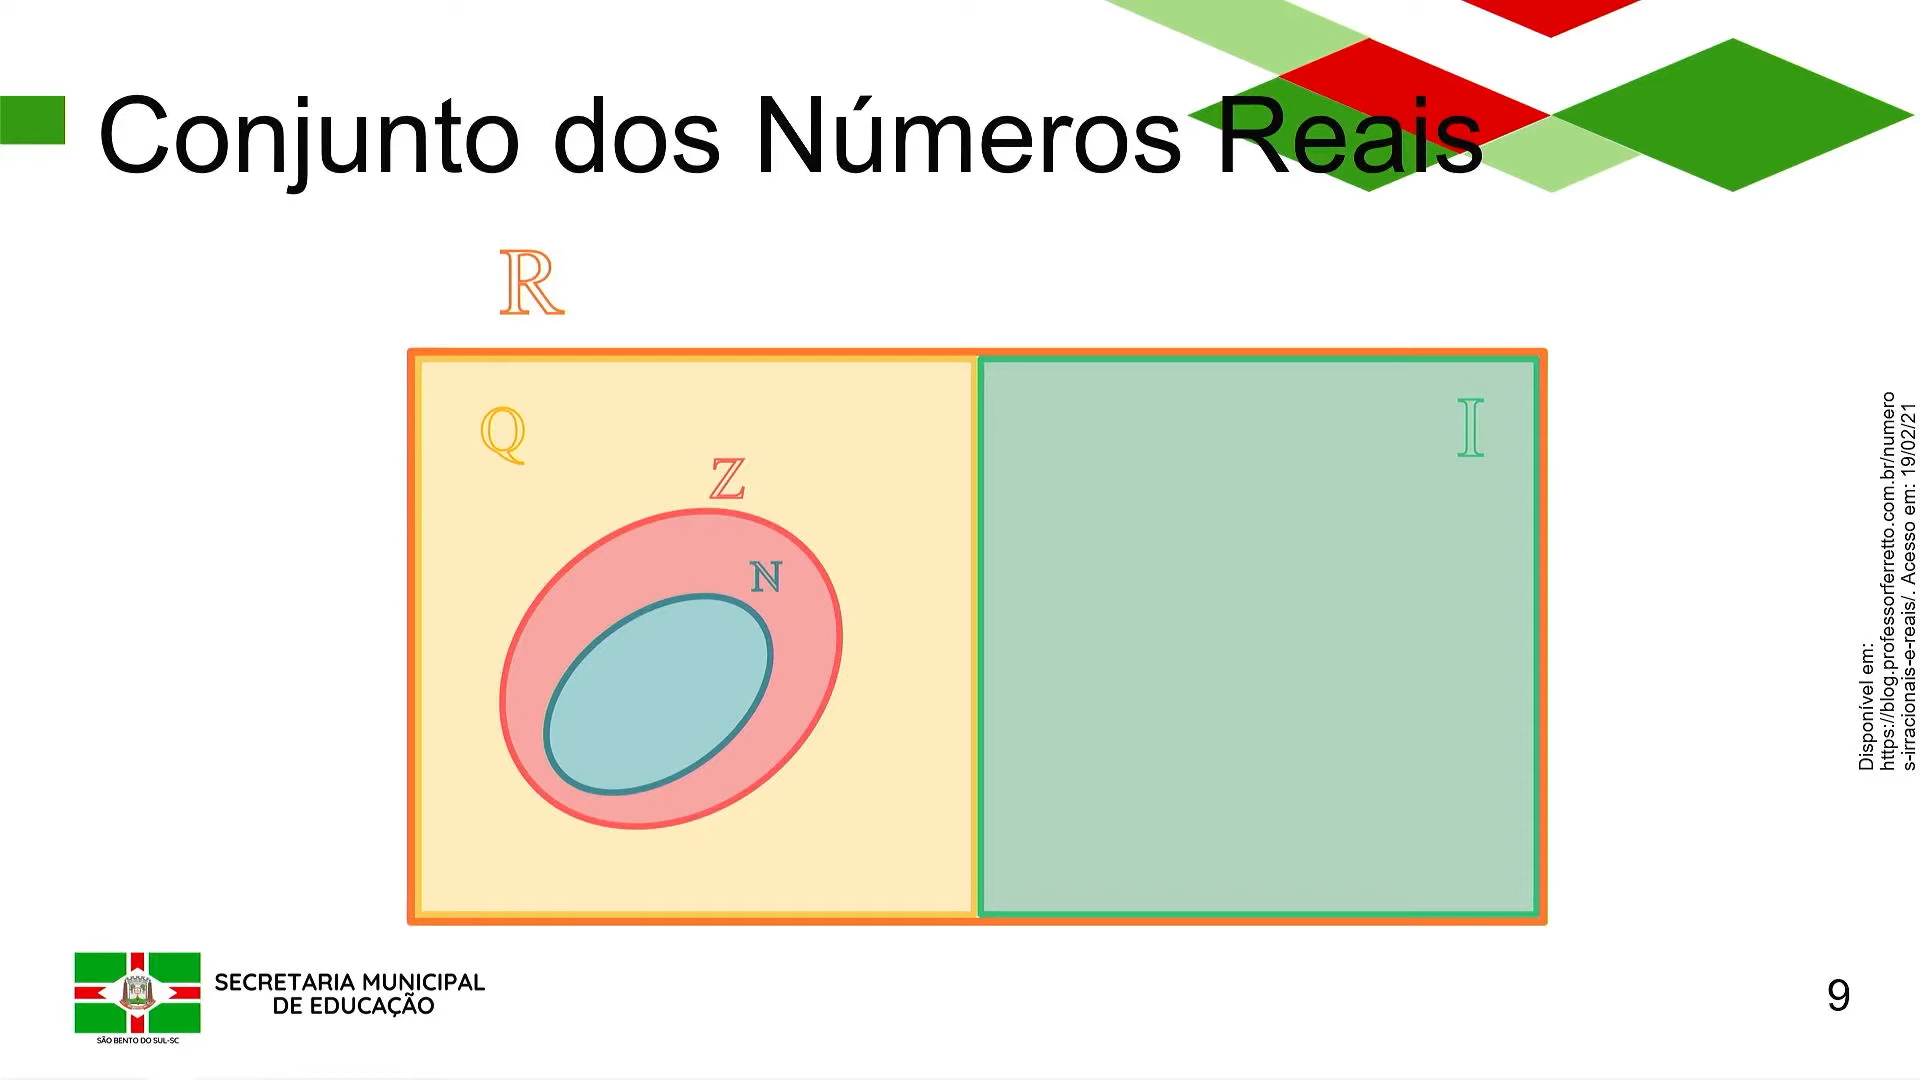 Conjunto dos Números Reais
ℝ
ℚ
𝕀
ℤ
ℕ
Disponível em:
https://blog.professorferretto.com.br/numero
s-irracionais-e-reais/. Acesso em: 19/02/21
SECRETARIA MUNICIPAL
DE EDUCAÇÃO
SÃO BENTO DO SUL-SC
9